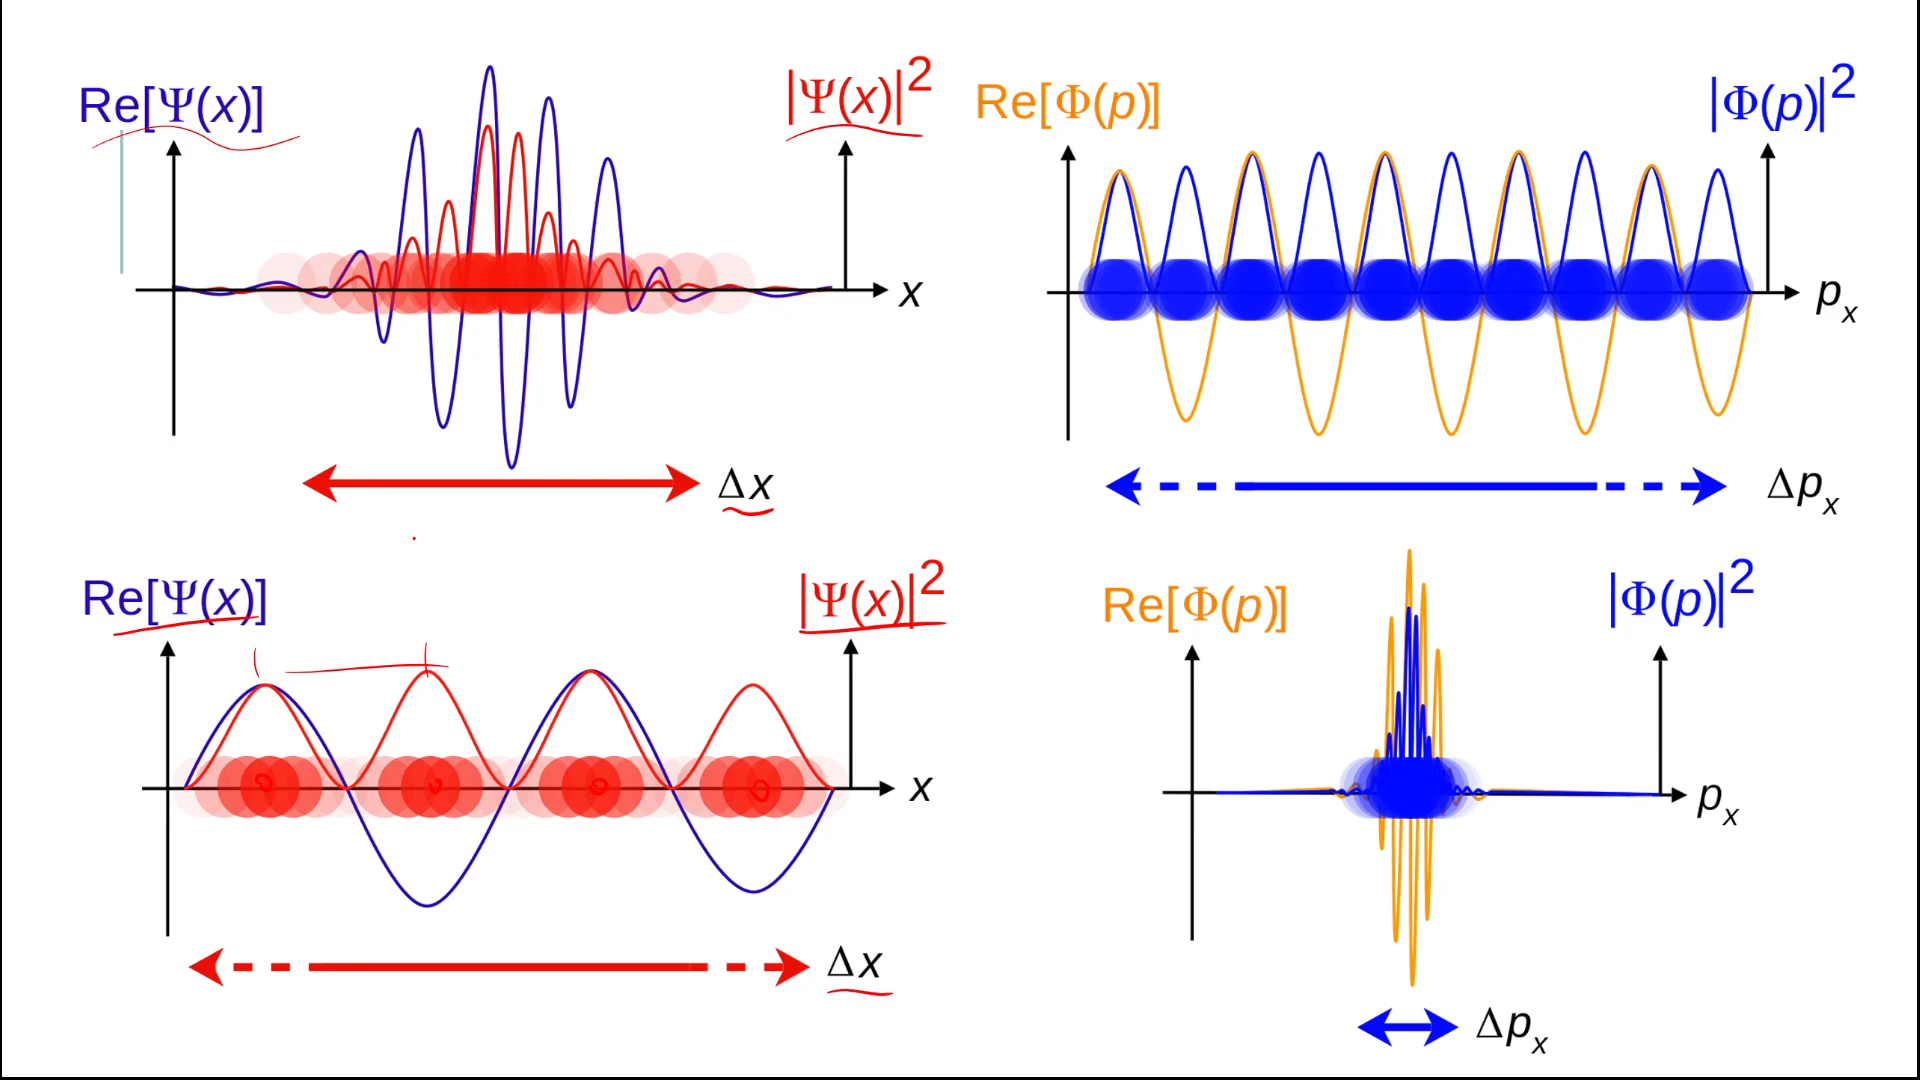 Re[Ψ(x)]
|Ψ(x)|²
x
Δx
Re[Φ(p)]
|Φ(p)|²
pₓ
Δpₓ
Re[Ψ(x)]
|Ψ(x)|²
x
Δx
Re[Φ(p)]
|Φ(p)|²
pₓ
Δpₓ